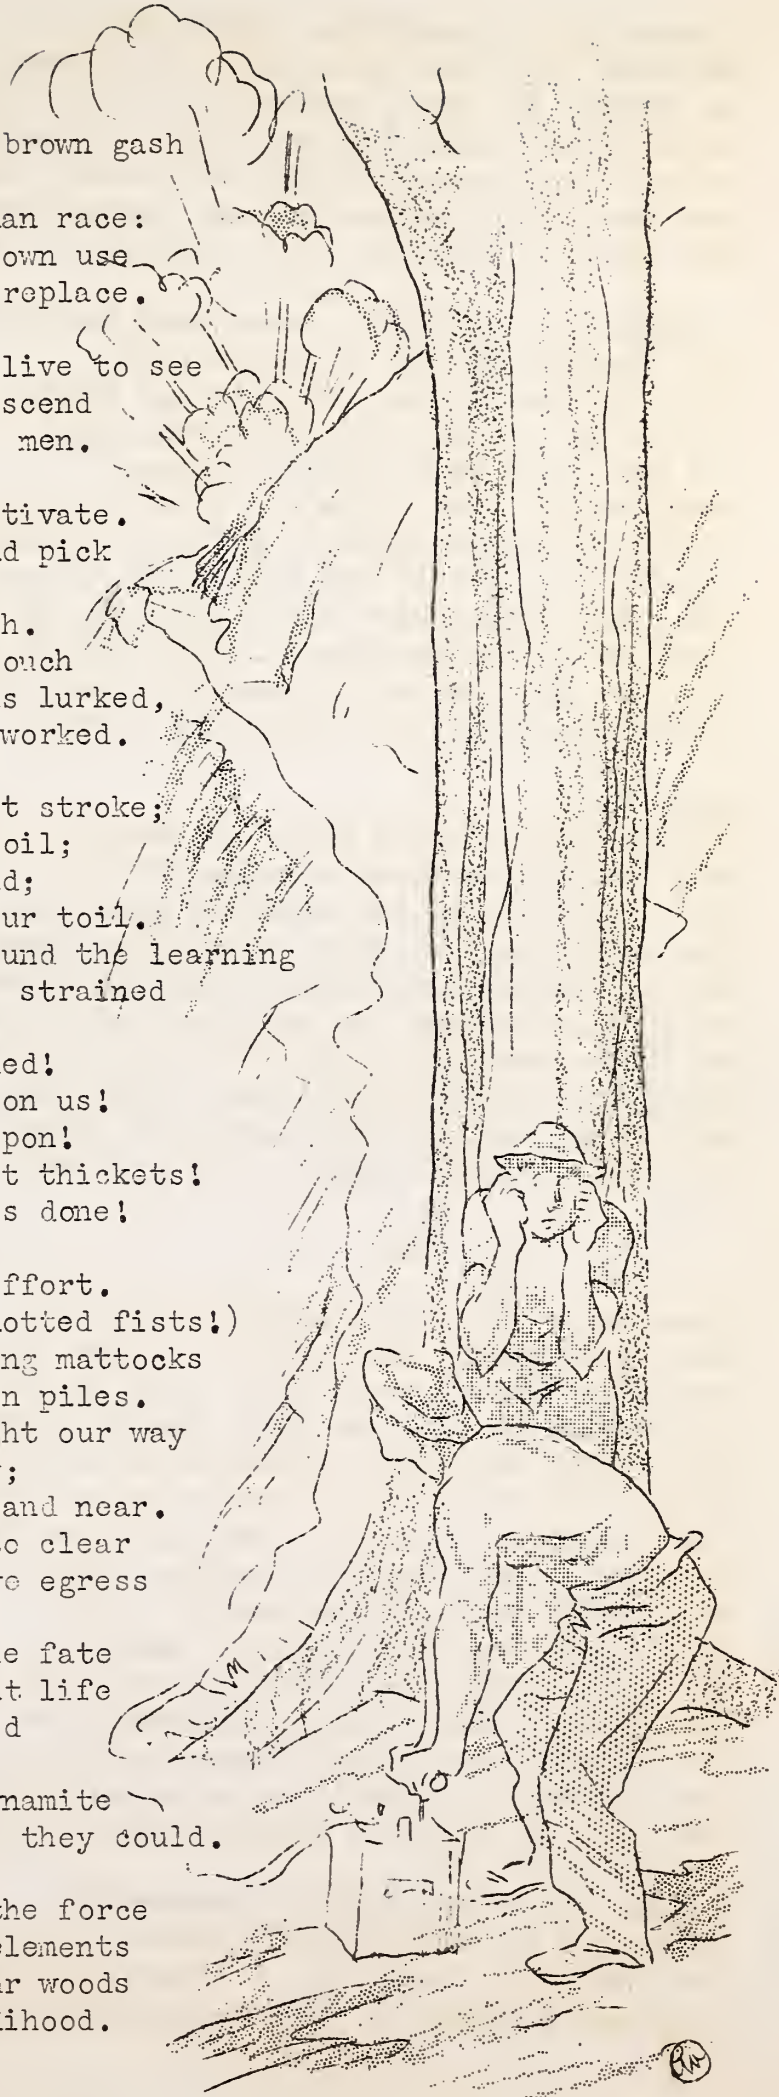 brown gash
an race:
own use
replace.
live to see
scend
men.
tivate.
d pick
h.
ouch
s lurked,
worked.
t stroke;
oil;
d;
ur toil.
und the learning
strained
ed!
on us!
pon!
t thickets!
s done!
ffort.
otted fists!)
ng mattocks
n piles.
ht our way
;
and near.
o clear
e egress
e fate
t life
d
namite
they could.
the force
elements
r woods
ihood.